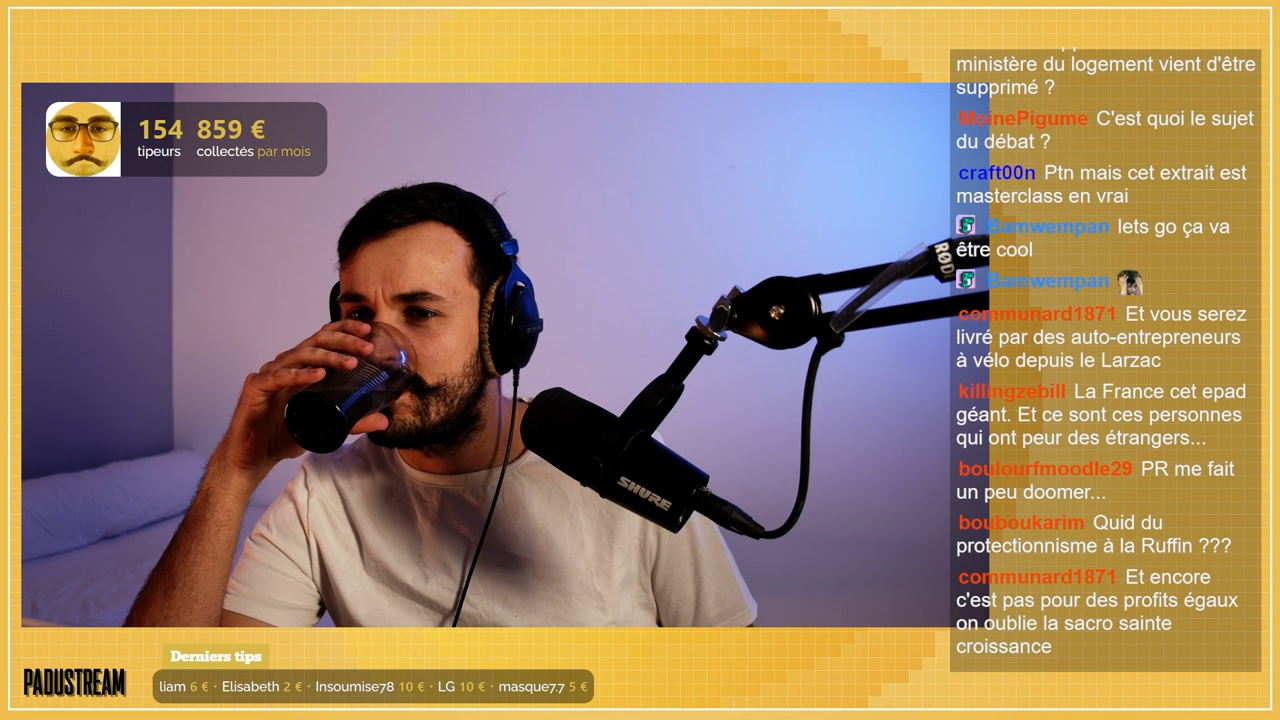 154 859 €
tipeurs collectés par mois
RØD
SHURE
ministère du logement vient d'être
supprimé ?
MoinePigume C'est quoi le sujet
du débat ?
craft00n Ptn mais cet extrait est
masterclass en vrai
Bamwempan lets go ça va
être cool
Bamwempan
communard1871 Et vous serez
livré par des auto-entrepreneurs
à vélo depuis le Larzac
killingzebill La France cet epad
géant. Et ce sont ces personnes
qui ont peur des étrangers...
boulourfmoodle29 PR me fait
un peu doomer...
bouboukarim Quid du
protectionnisme à la Ruffin ???
communard1871 Et encore
c'est pas pour des profits égaux
on oublie la sacro sainte
croissance
Derniers tips
PADUSTREAM
liam 6 € · Elisabeth 2 € · Insoumise78 10 € · LG 10 € · masque7.7 5 €